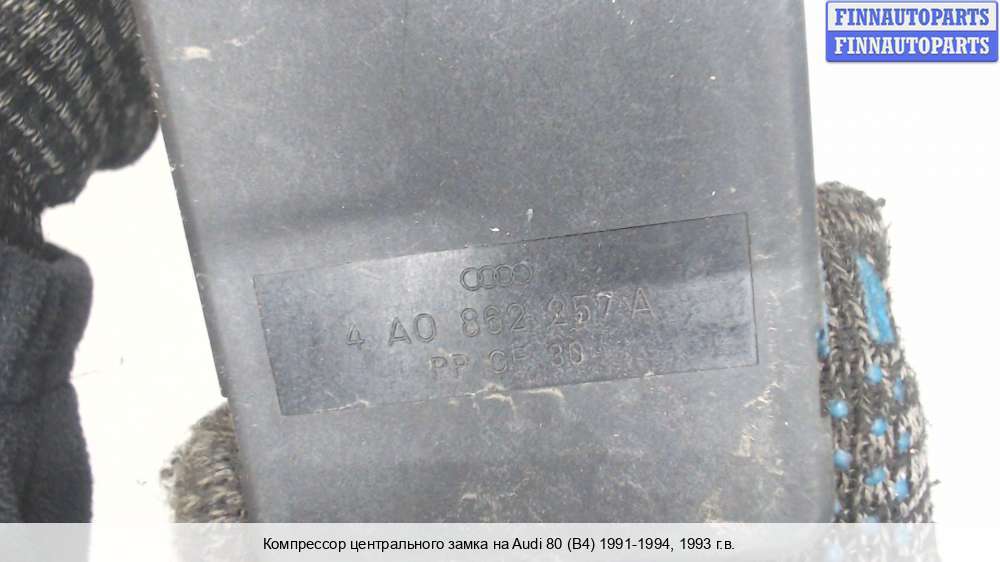 FINNAUTOPARTS
FINNAUTOPARTS
4 A0 862 257 A
PP GF 30
Компрессор центрального замка на Audi 80 (B4) 1991-1994, 1993 г.в.